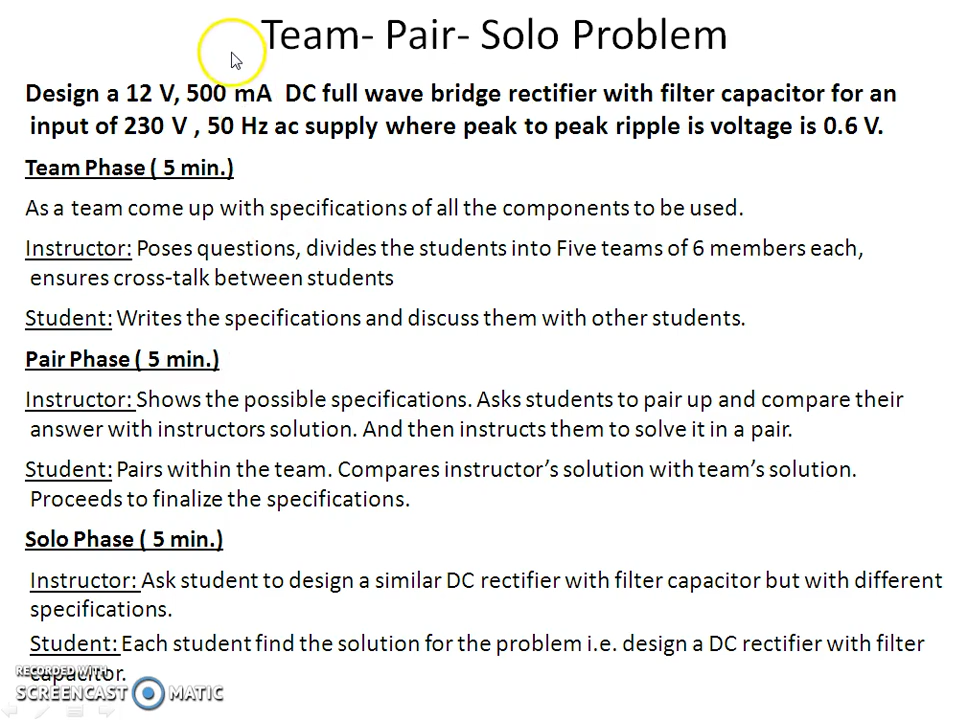 Team- Pair- Solo Problem
Design a 12 V, 500 mA DC full wave bridge rectifier with filter capacitor for an
input of 230 V , 50 Hz ac supply where peak to peak ripple is voltage is 0.6 V.
Team Phase ( 5 min.)
As a team come up with specifications of all the components to be used.
Instructor: Poses questions, divides the students into Five teams of 6 members each,
ensures cross-talk between students
Student: Writes the specifications and discuss them with other students.
Pair Phase ( 5 min.)
Instructor: Shows the possible specifications. Asks students to pair up and compare their
answer with instructors solution. And then instructs them to solve it in a pair.
Student: Pairs within the team. Compares instructor’s solution with team’s solution.
Proceeds to finalize the specifications.
Solo Phase ( 5 min.)
Instructor: Ask student to design a similar DC rectifier with filter capacitor but with different
specifications.
Student: Each student find the solution for the problem i.e. design a DC rectifier with filter
capacitor.
RECORDED WITH
SCREENCAST MATIC